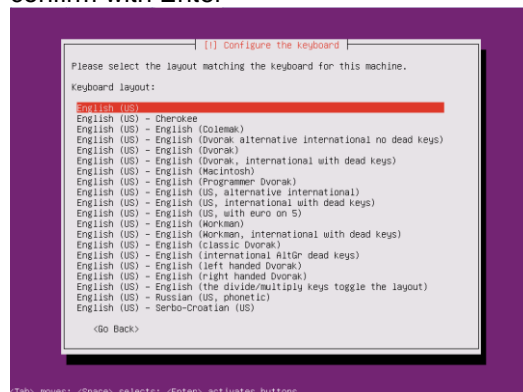 confirm with Enter
[!] Configure the keyboard
Please select the layout matching the keyboard for this machine.
Keyboard layout:
English (US)
English (US) - Cherokee
English (US) - English (Colemak)
English (US) - English (Dvorak alternative international no dead keys)
English (US) - English (Dvorak)
English (US) - English (Dvorak, international with dead keys)
English (US) - English (Macintosh)
English (US) - English (Programmer Dvorak)
English (US) - English (US, alternative international)
English (US) - English (US, international with dead keys)
English (US) - English (US, with euro on 5)
English (US) - English (Workman)
English (US) - English (Workman, international with dead keys)
English (US) - English (classic Dvorak)
English (US) - English (international AltGr dead keys)
English (US) - English (left handed Dvorak)
English (US) - English (right handed Dvorak)
English (US) - English (the divide/multiply keys toggle the layout)
English (US) - Russian (US, phonetic)
English (US) - Serbo-Croatian (US)
<Go Back>
<Tab> moves; <Space> selects; <Enter> activates buttons